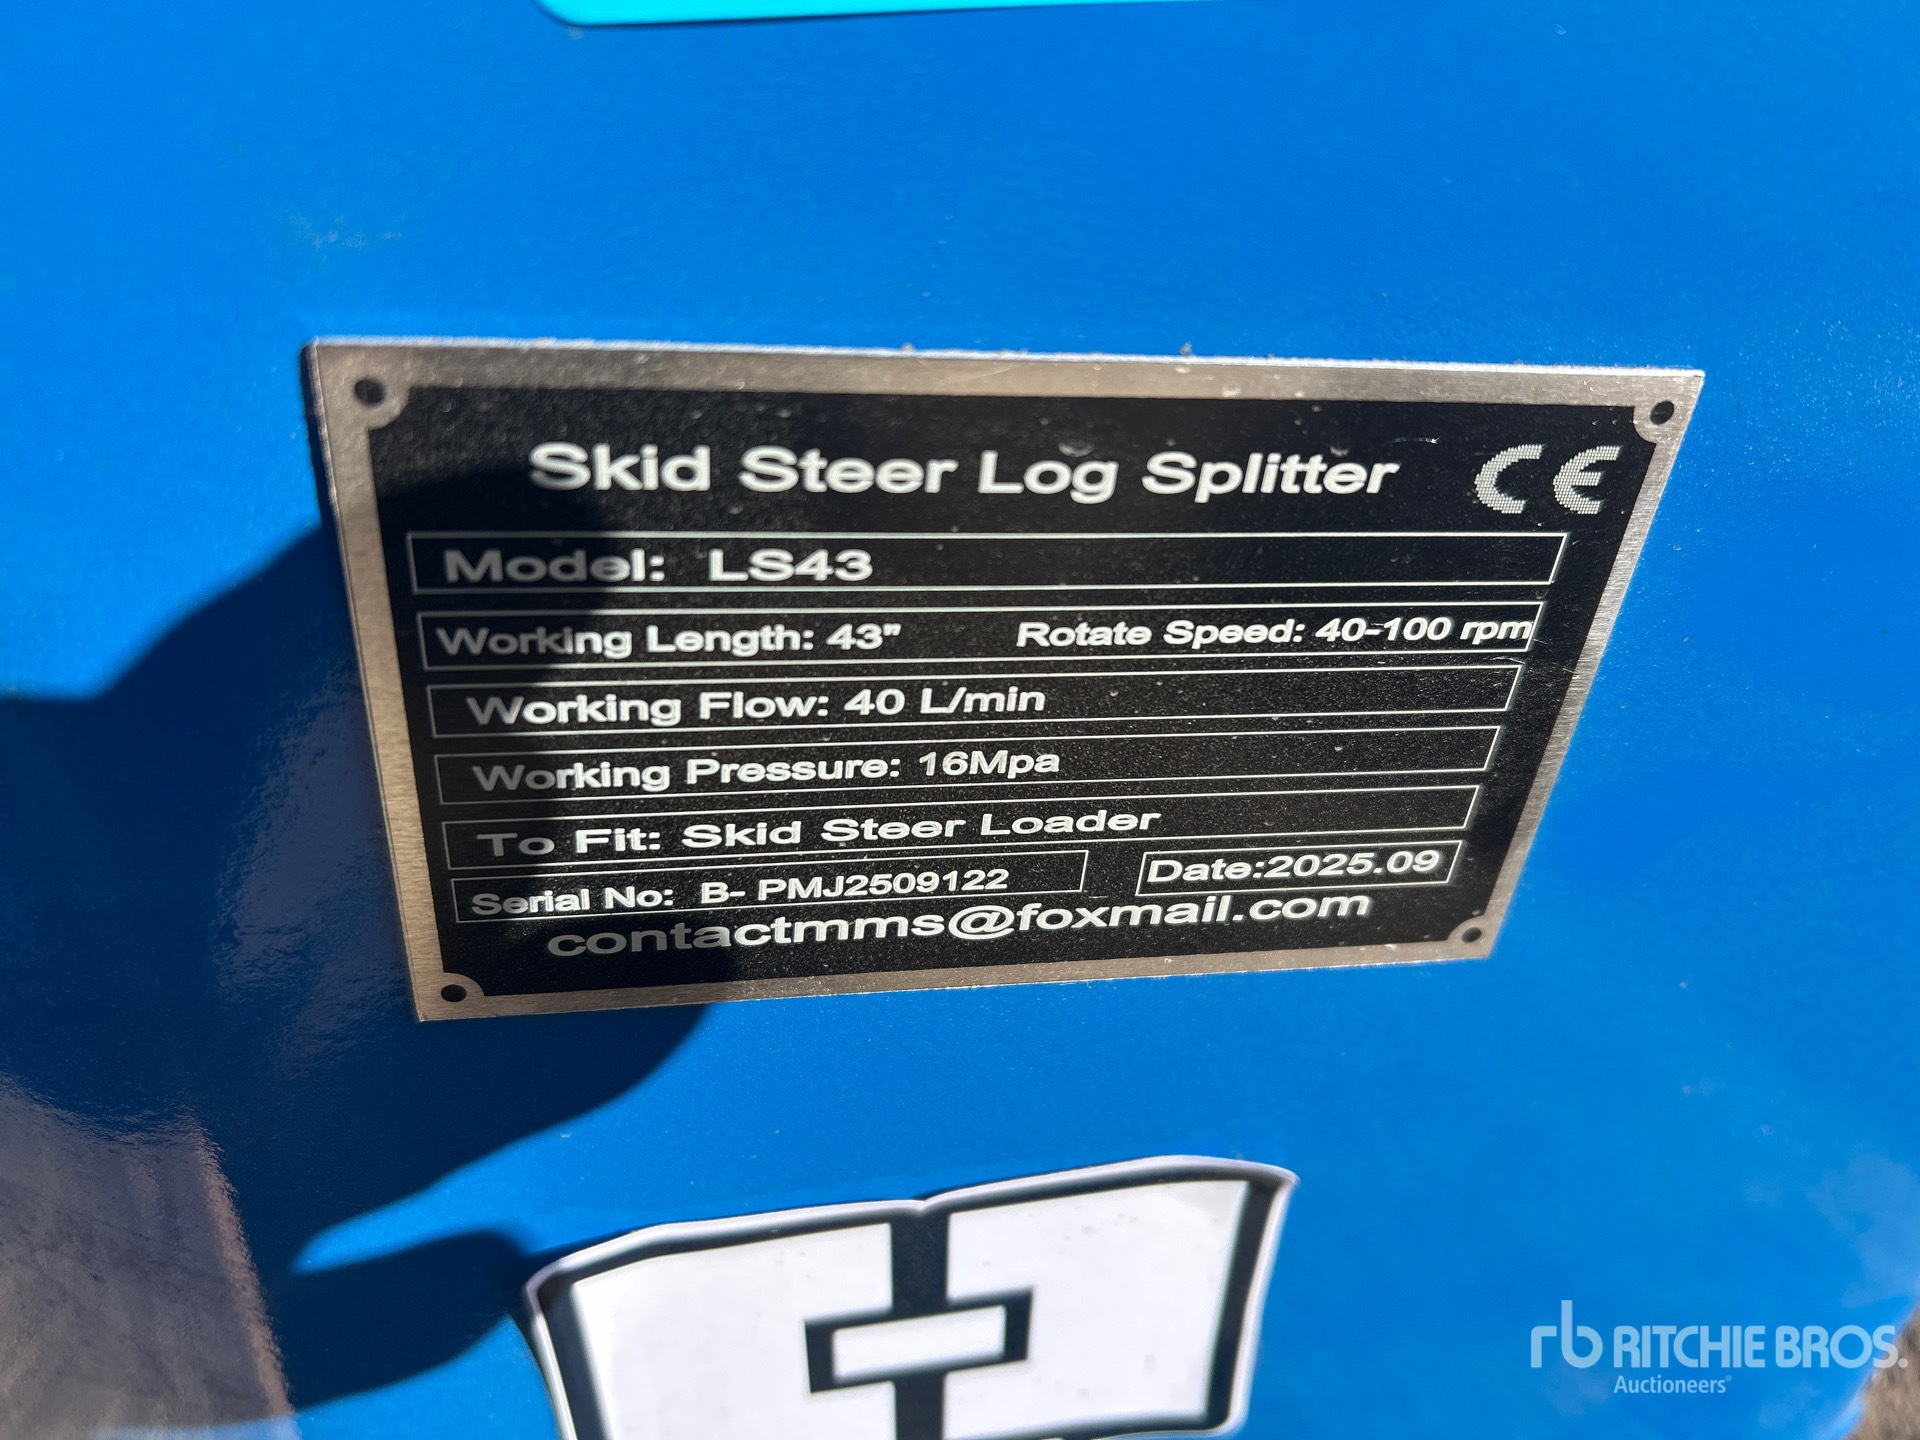 Skid Steer Log Splitter CE
Model: LS43
Working Length: 43" Rotate Speed: 40-100 rpm
Working Flow: 40 L/min
Working Pressure: 16Mpa
To Fit: Skid Steer Loader
Serial No: B- PMJ2509122 Date:2025.09
contactmms@foxmail.com
rb RITCHIE BROS.
Auctioneers